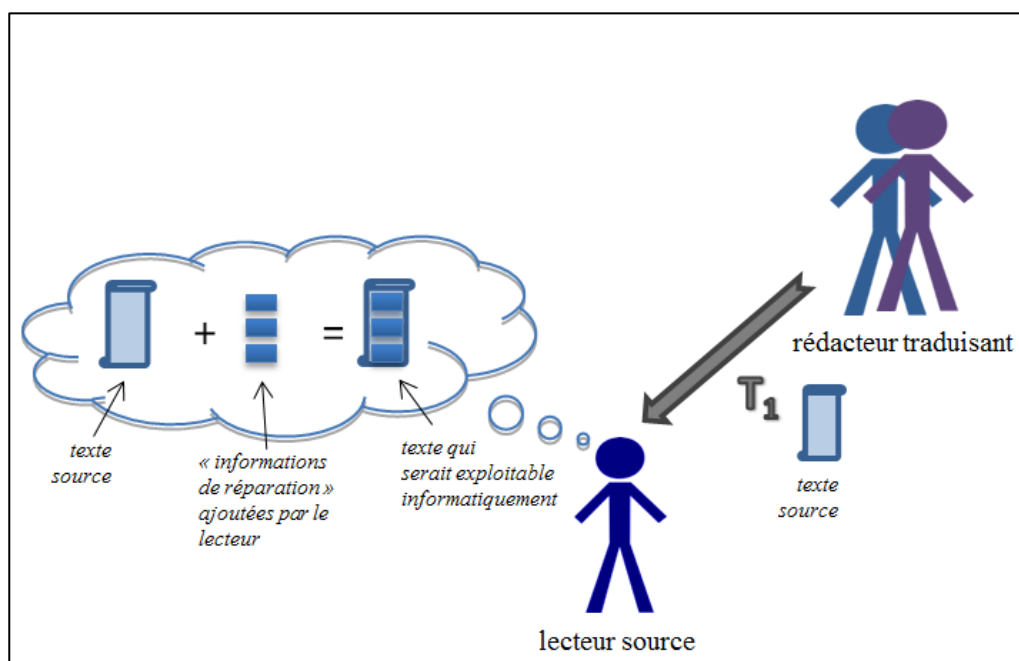 +
=
texte
source
« informations
de réparation »
ajoutées par le
lecteur
texte qui
serait exploitable
informatiquement
rédacteur traduisant
T1
texte
source
lecteur source